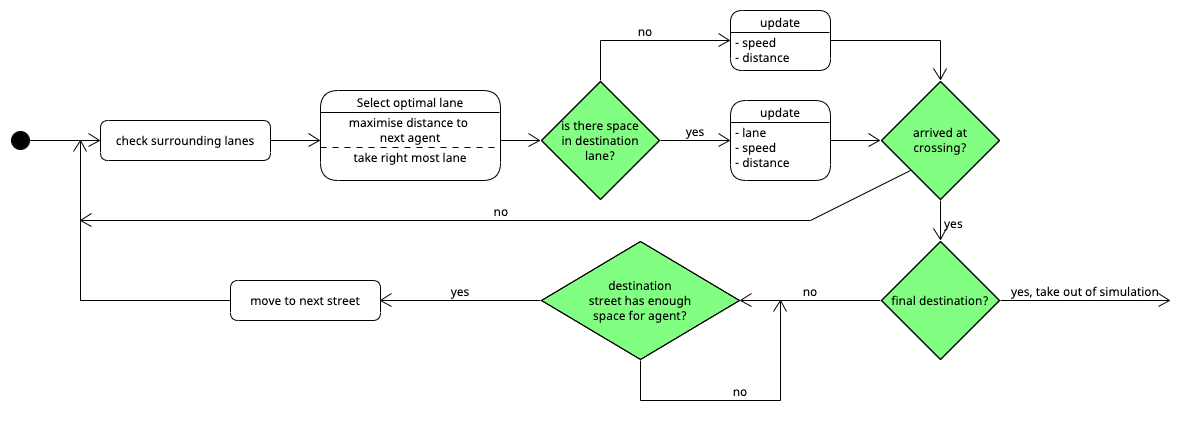 no
update
- speed
- distance
check surrounding lanes
Select optimal lane
maximise distance to
next agent
take right most lane
is there space
in destination
lane?
yes
update
- lane
- speed
- distance
arrived at
crossing?
no
yes
move to next street
yes
destination
street has enough
space for agent?
no
final destination?
yes, take out of simulation
no